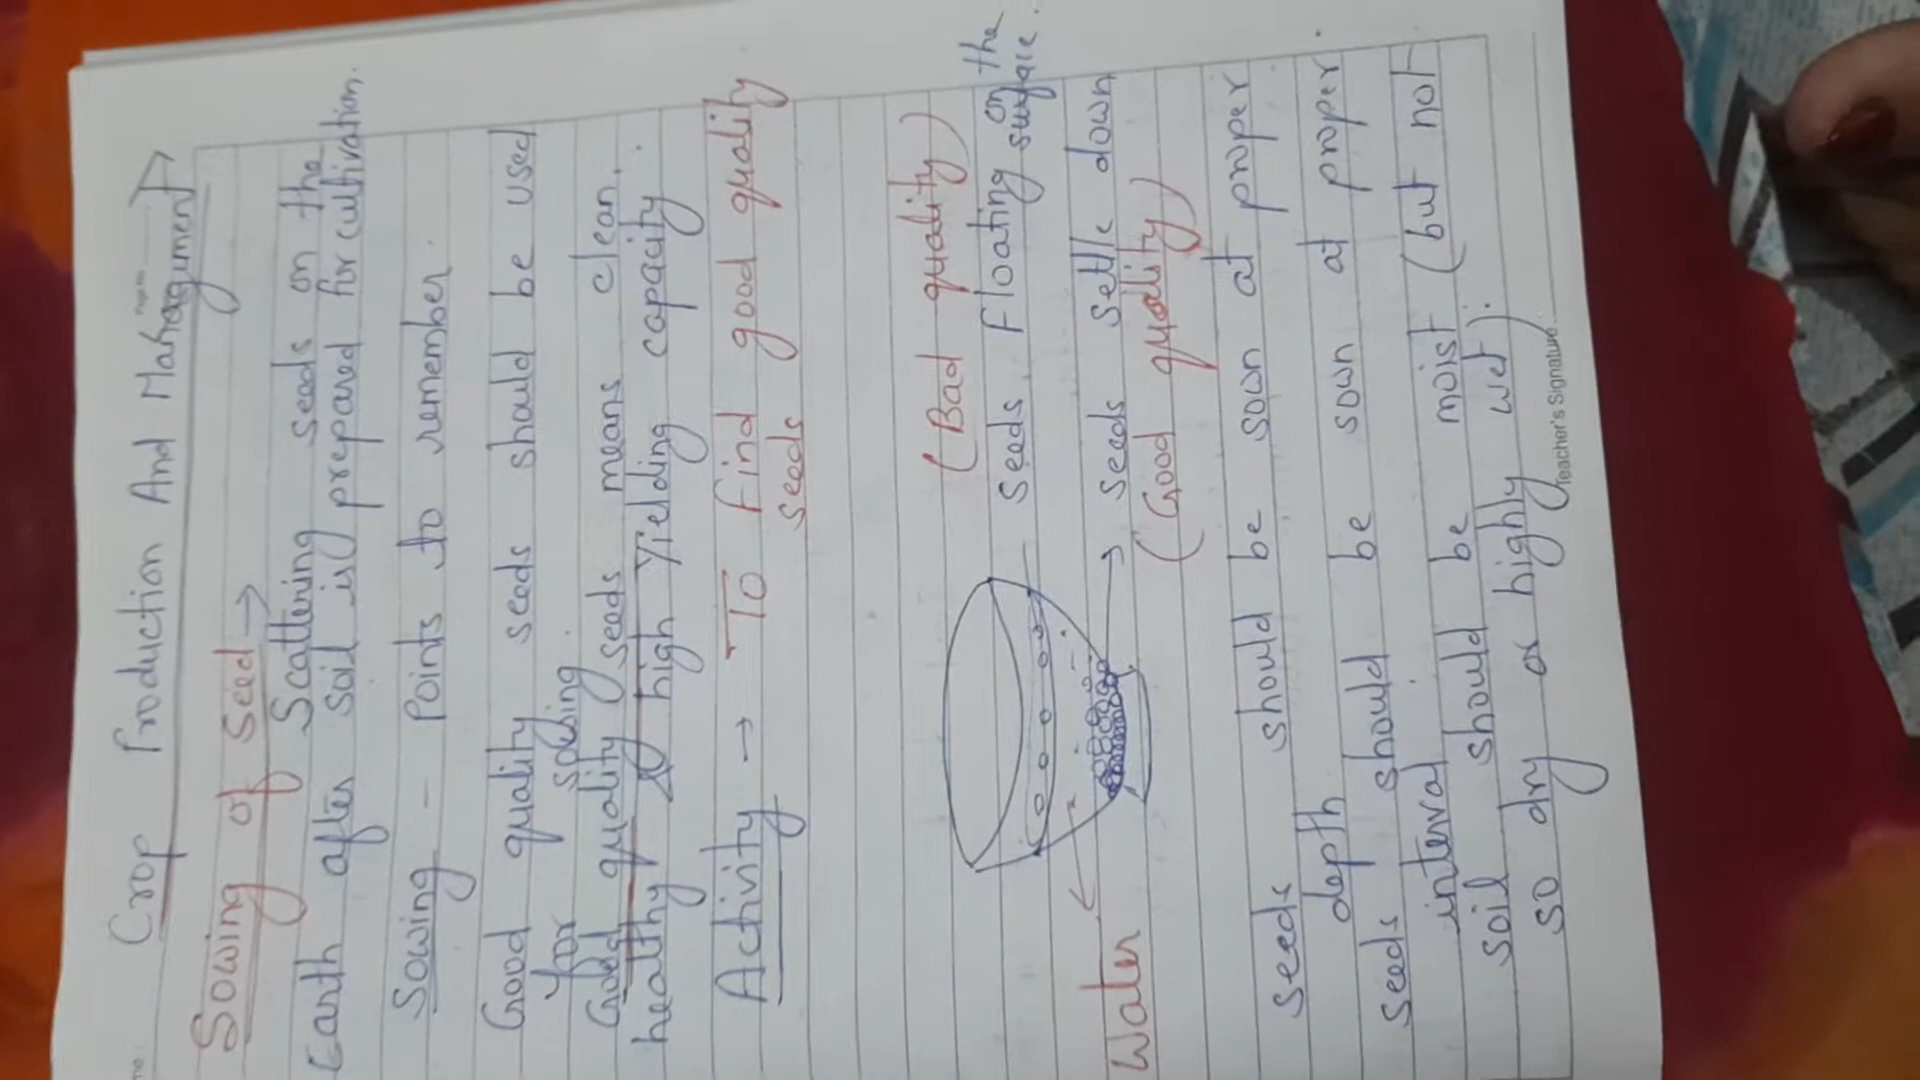 Crop Production And Management
Sowing of Seed →
Scattering seeds on the
Earth after soil is prepared for cultivation.
Sowing - Points to remember.
Good quality seeds should be used
for sowing.
Good quality seeds means clean,
healthy & high Yielding capacity.
Activity → To Find good quality
seeds
(Bad quality)
Seeds Floating on the
surface.
→ seeds settle down
(Good quality)
Water
Seeds should be sown at proper
depth
Seeds should be sown at proper
interval
Soil should be moist (but not
so dry or highly wet).
Teacher's Signature